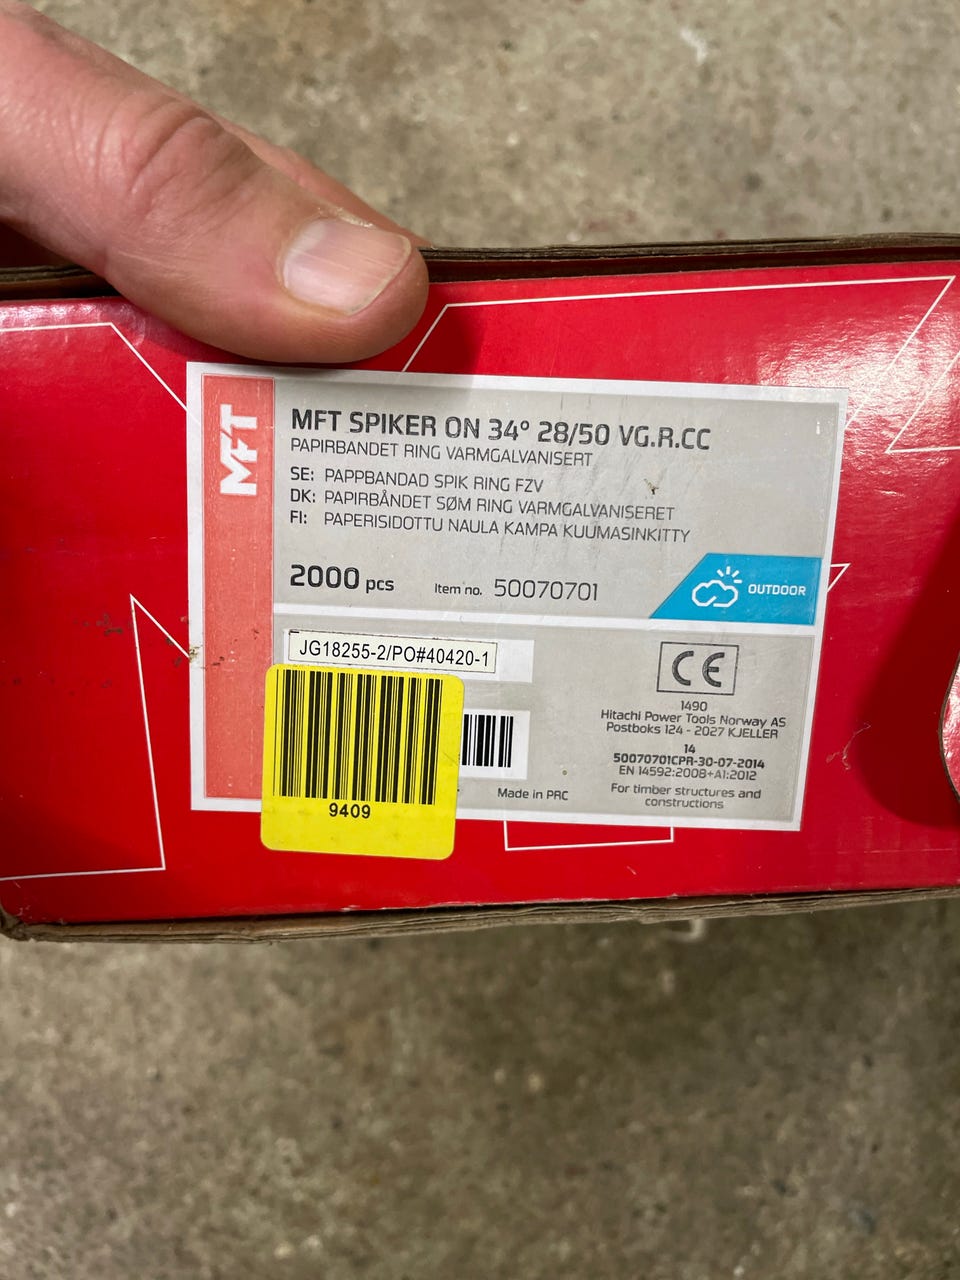 MFT
MFT SPIKER ON 34° 28/50 VG.R.CC
PAPIRBANDET RING VARMGALVANISERT
SE: PAPPBANDAD SPIK RING FZV
DK: PAPIRBÅNDET SØM RING VARMGALVANISERET
FI: PAPERISIDOTTU NAULA KAMPA KUUMASINKITTY
2000 pcs Item no. 50070701
OUTDOOR
JG18255-2/PO#40420-1
9409
Made in PRC
CE
1490
Hitachi Power Tools Norway AS
Postboks 124 - 2027 KJELLER
14
50070701CPR-30-07-2014
EN 14592:2008+A1:2012
For timber structures and
constructions